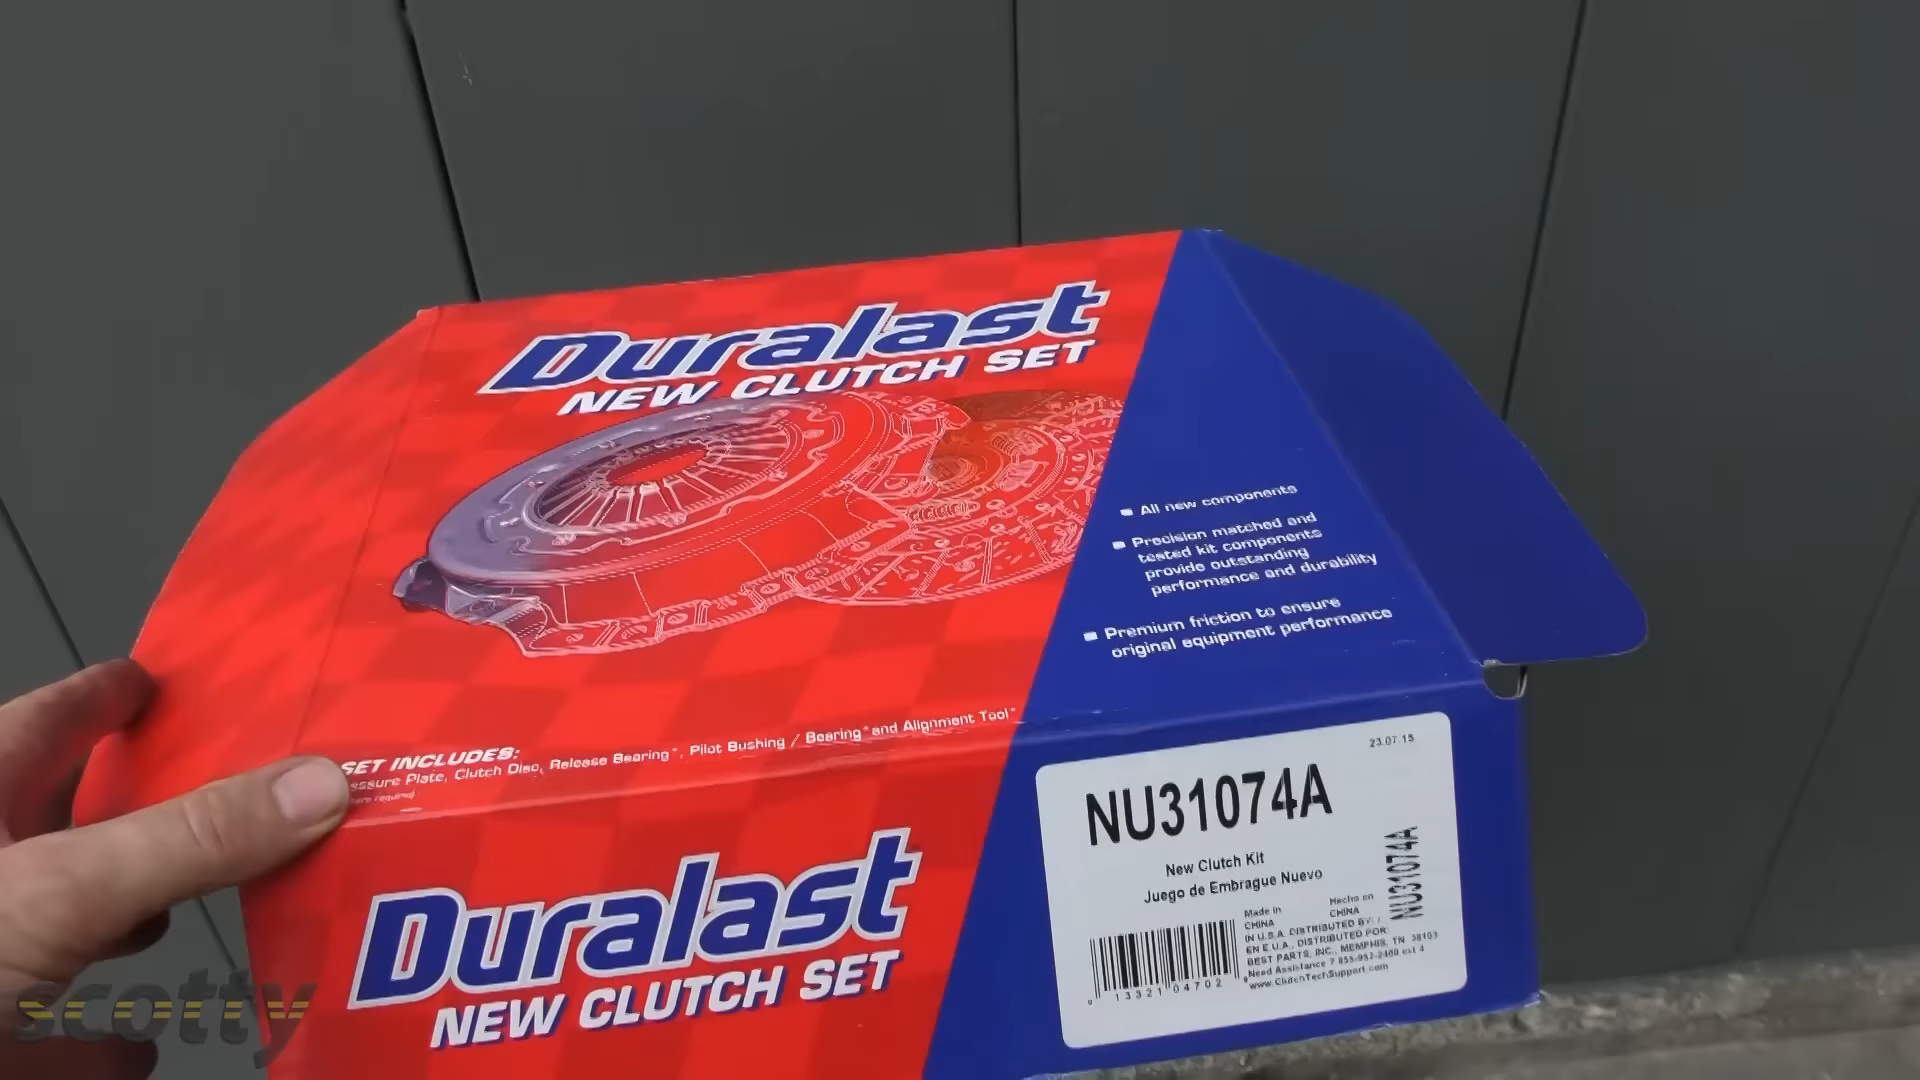 Duralast
NEW CLUTCH SET
All new components
Precision matched and
tested kit components
provide outstanding
performance and durability
Premium friction to ensure
original equipment performance
SET INCLUDES:
Plate, Clutch Disc, Release Bearing*, Pilot Bushing / Bearing* and Alignment Tool*
required
Duralast
NEW CLUTCH SET
23.07.15
NU31074A
New Clutch Kit
Juego de Embrague Nuevo
NU31074A
Made in
CHINA
Hecho en
CHINA
IN U.S.A. DISTRIBUTED BY: /
EN E.U.A., DISTRIBUTED POR:
BEST PARTS, INC., MEMPHIS, TN 38103
Need Assistance ? 855-952-2460 ext 4
www.ClutchTechSupport.com
0 13321 04702
scotty